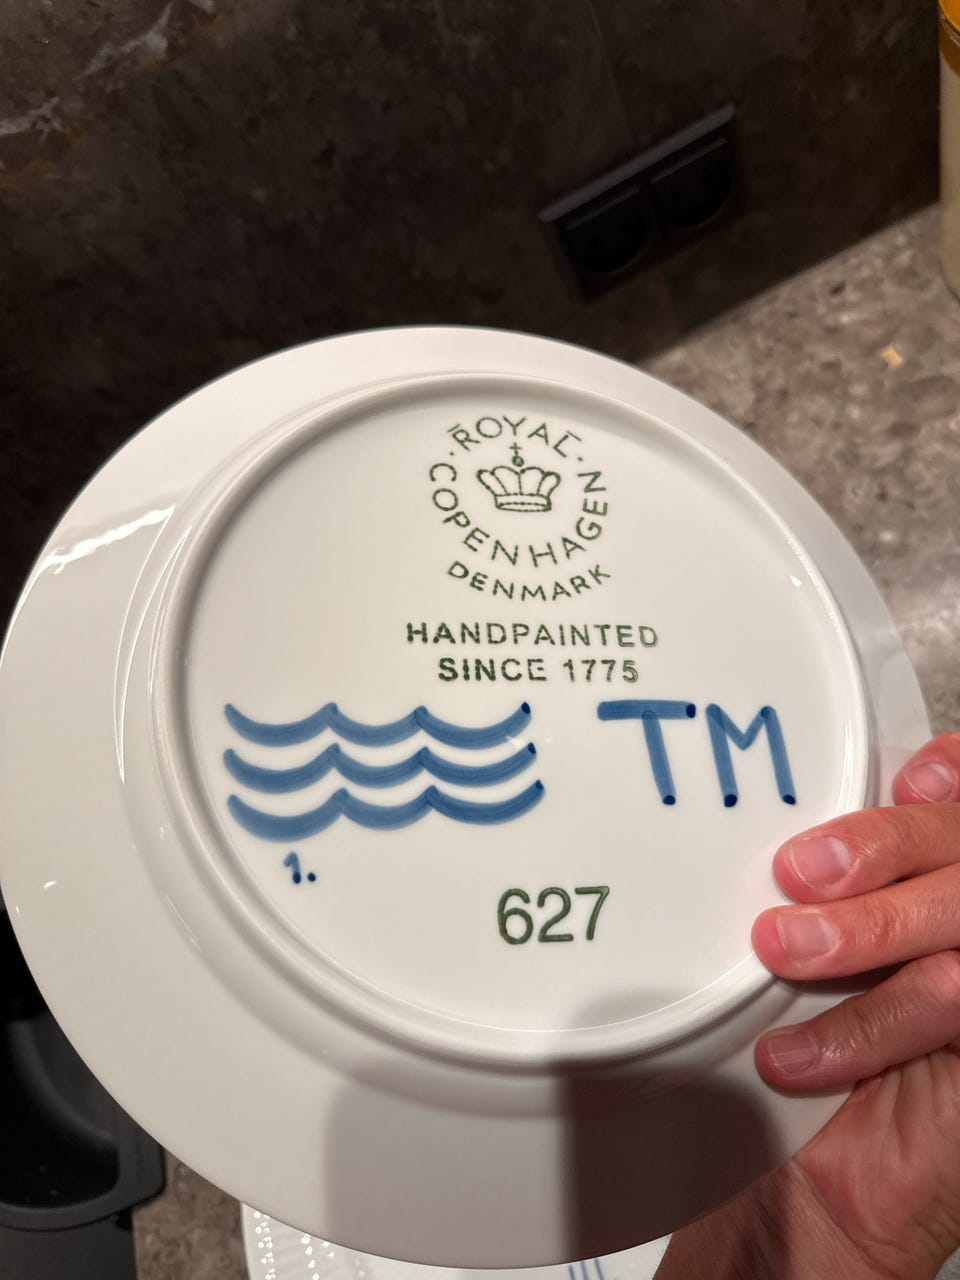 ROYAL
COPENHAGEN
DENMARK
HANDPAINTED
SINCE 1775
TM
1.
627